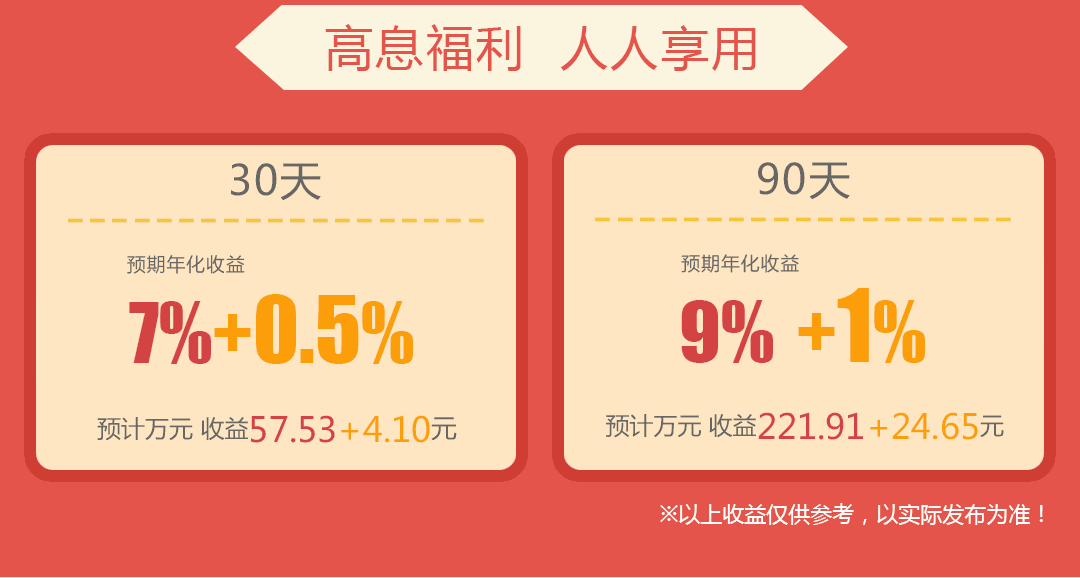 高息福利 人人享用
30天
预期年化收益
7%+0.5%
预计万元 收益57.53+4.10元
90天
预期年化收益
9% +1%
预计万元 收益221.91+24.65元
※以上收益仅供参考，以实际发布为准！